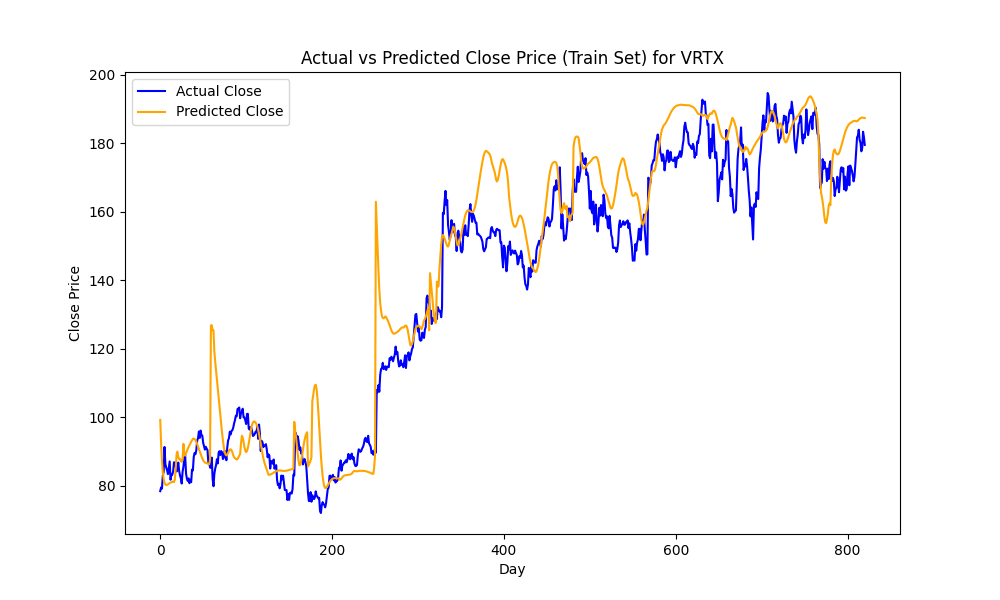 Actual vs Predicted Close Price (Train Set) for VRTX
Actual Close
Predicted Close
200
180
160
140
120
100
80
Close Price
0 200 400 600 800
Day